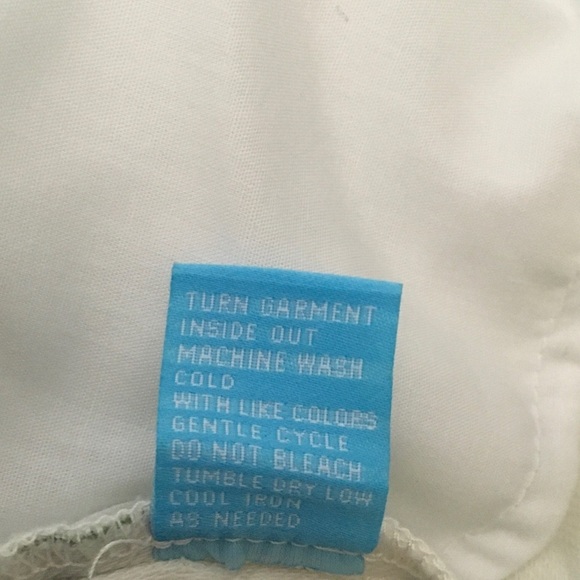 TURN GARMENT
INSIDE OUT
MACHINE WASH
COLD
WITH LIKE COLORS
GENTLE CYCLE
DO NOT BLEACH
TUMBLE DRY LOW
COOL IRON
AS NEEDED